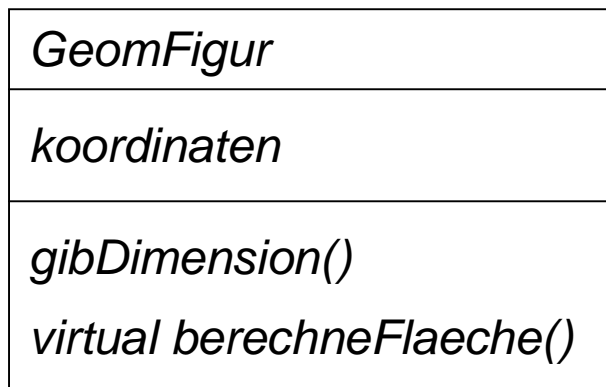 GeomFigur
koordinaten
gibDimension()
virtual berechneFlaeche()